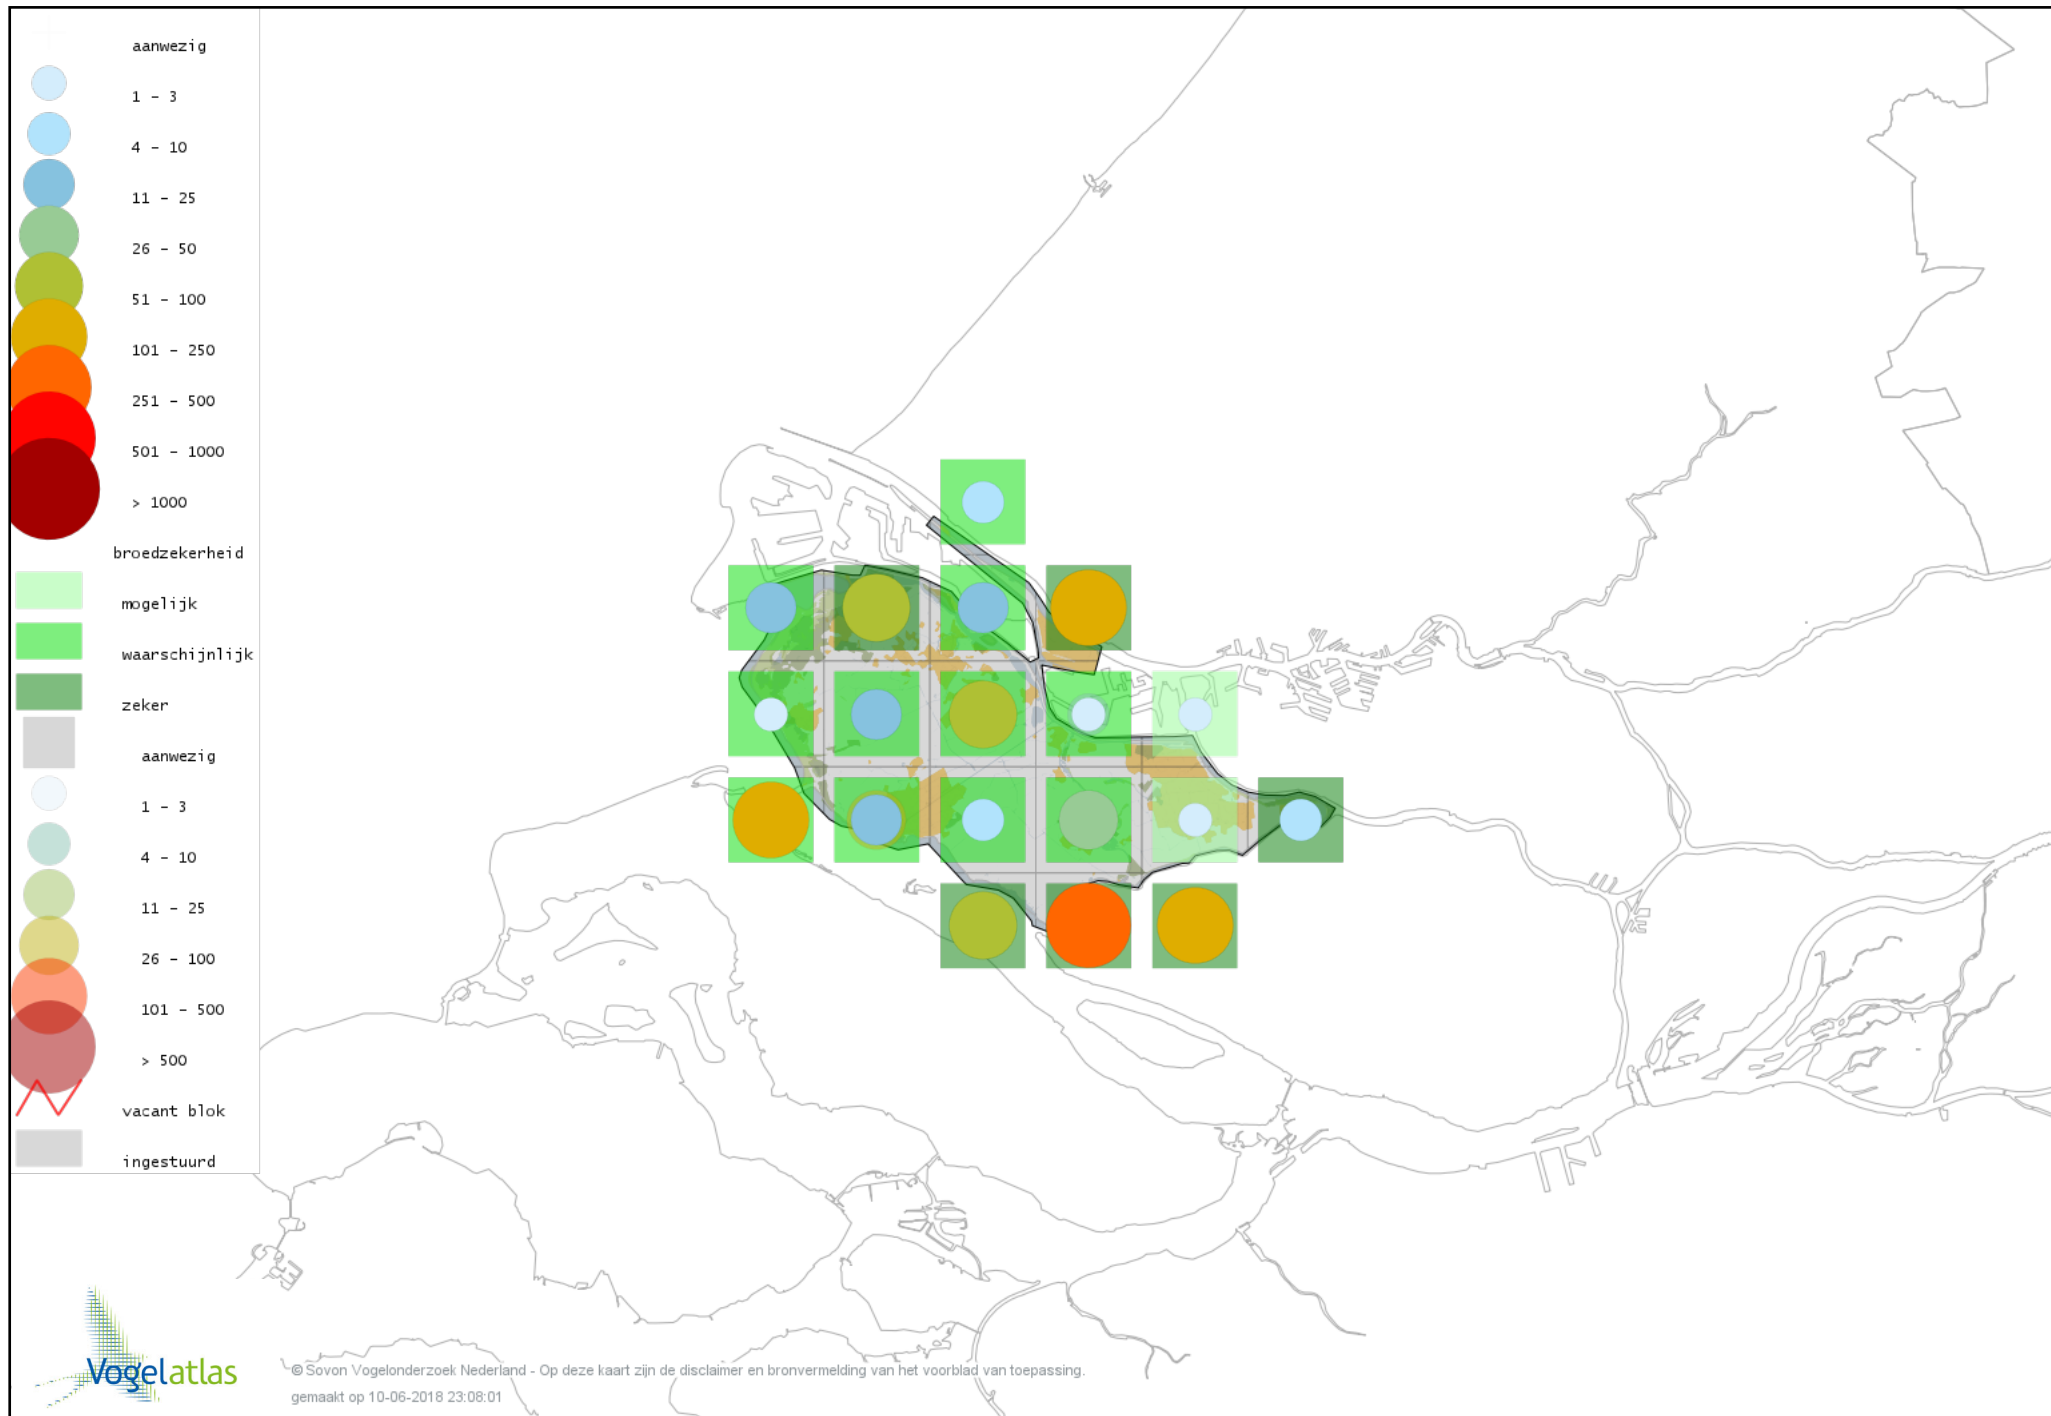 aanwezig
1 - 3
4 - 10
11 - 25
26 - 50
51 - 100
101 - 250
251 - 500
501 - 1000
> 1000
broedzekerheid
mogelijk
waarschijnlijk
zeker
aanwezig
1 - 3
4 - 10
11 - 25
26 - 100
101 - 500
> 500
vacant blok
ingestuurd
Vogelatlas
© Sovon Vogelonderzoek Nederland - Op deze kaart zijn de disclaimer en bronvermelding van het voorblad van toepassing.
gemaakt op 10-06-2018 23:08:01